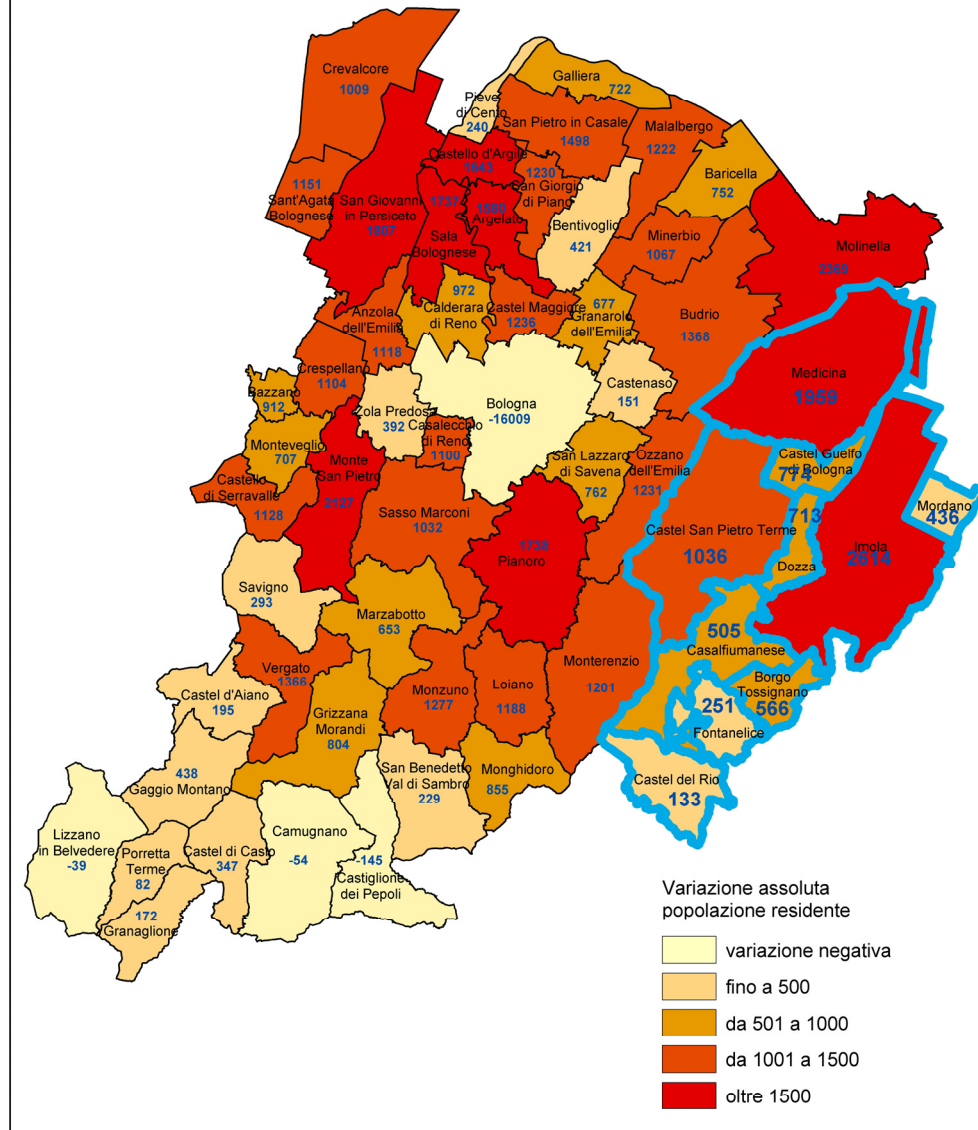 Crevalcore
1009
Galliera
722
Pieve
di Cento
240
San Pietro in Casale
1498
Malalbergo
1222
Castello d'Argile
1643
1230
San Giorgio
di Piano
Baricella
752
1151
Sant'Agata
Bolognese
San Giovanni
in Persiceto
1907
1737
Sala
Bolognese
Argelato
Bentivoglio
421
Minerbio
1067
Molinella
2369
972
Calderara
di Reno
Castel Maggiore
1236
677
Granarolo
dell'Emilia
Budrio
1368
Anzola
dell'Emilia
1118
Crespellano
1104
Medicina
1959
Bazzano
912
Zola Predosa
392
Casalecchio
di Reno
1100
Bologna
-16009
Castenaso
151
Monteveglio
707
Monte
San Pietro
2127
San Lazzaro
di Savena
762
Ozzano
dell'Emilia
1231
Castel Guelfo
di Bologna
774
Castello
di Serravalle
1128
Sasso Marconi
1032
1738
Pianoro
Castel San Pietro Terme
1036
713
Dozza
Imola
2614
Mordano
436
Savigno
293
Marzabotto
653
505
Casalfiumanese
Vergato
1366
Monzuno
1277
Loiano
1188
Monterenzio
1201
Borgo
Tossignano
566
251
Fontanelice
Castel d'Aiano
195
Grizzana
Morandi
804
San Benedetto
Val di Sambro
229
Monghidoro
855
Castel del Rio
133
438
Gaggio Montano
Lizzano
in Belvedere
-39
Porretta
Terme
82
Castel di Casio
347
Camugnano
-54
-145
Castiglione
dei Pepoli
172
Granaglione
Variazione assoluta
popolazione residente
variazione negativa
fino a 500
da 501 a 1000
da 1001 a 1500
oltre 1500